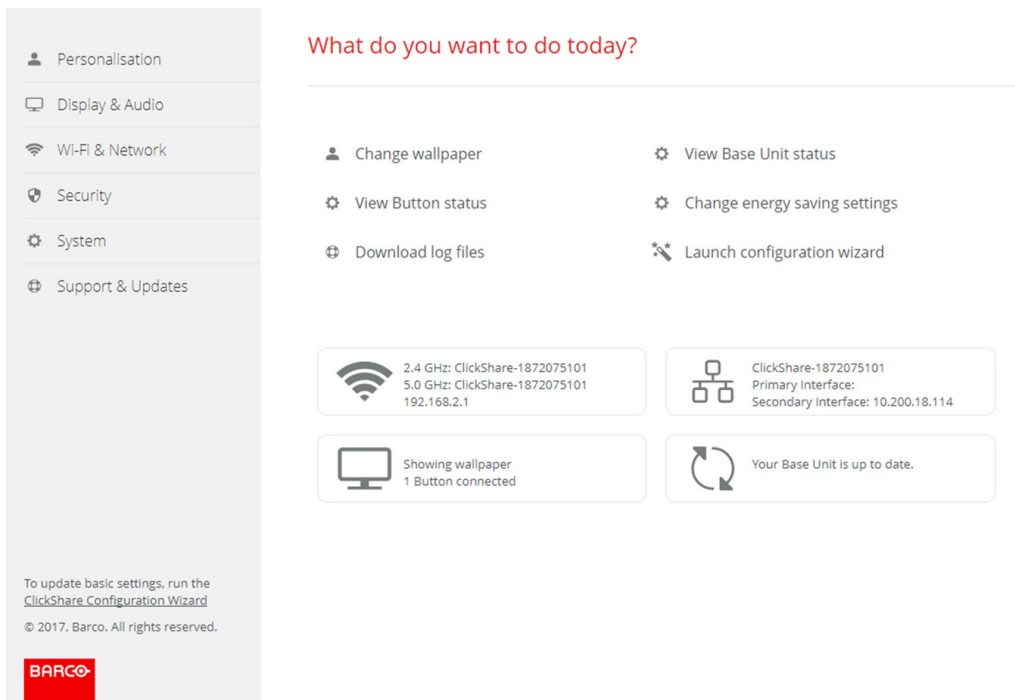 Personalisation
Display & Audio
Wi-Fi & Network
Security
System
Support & Updates
To update basic settings, run the
ClickShare Configuration Wizard
© 2017, Barco. All rights reserved.
BARCO
What do you want to do today?
Change wallpaper
View Base Unit status
View Button status
Change energy saving settings
Download log files
Launch configuration wizard
2.4 GHz: ClickShare-1872075101
5.0 GHz: ClickShare-1872075101
192.168.2.1
ClickShare-1872075101
Primary Interface:
Secondary Interface: 10.200.18.114
Showing wallpaper
1 Button connected
Your Base Unit is up to date.